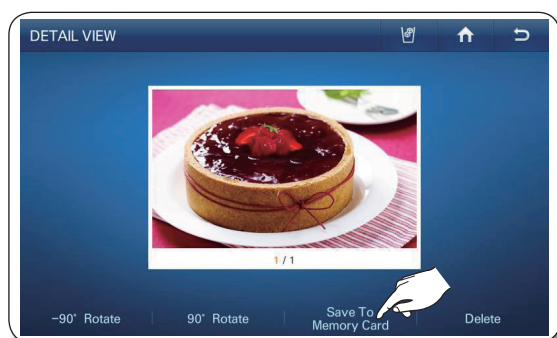 DETAIL VIEW
1 / 1
-90° Rotate
90° Rotate
Save To
Memory Card
Delete